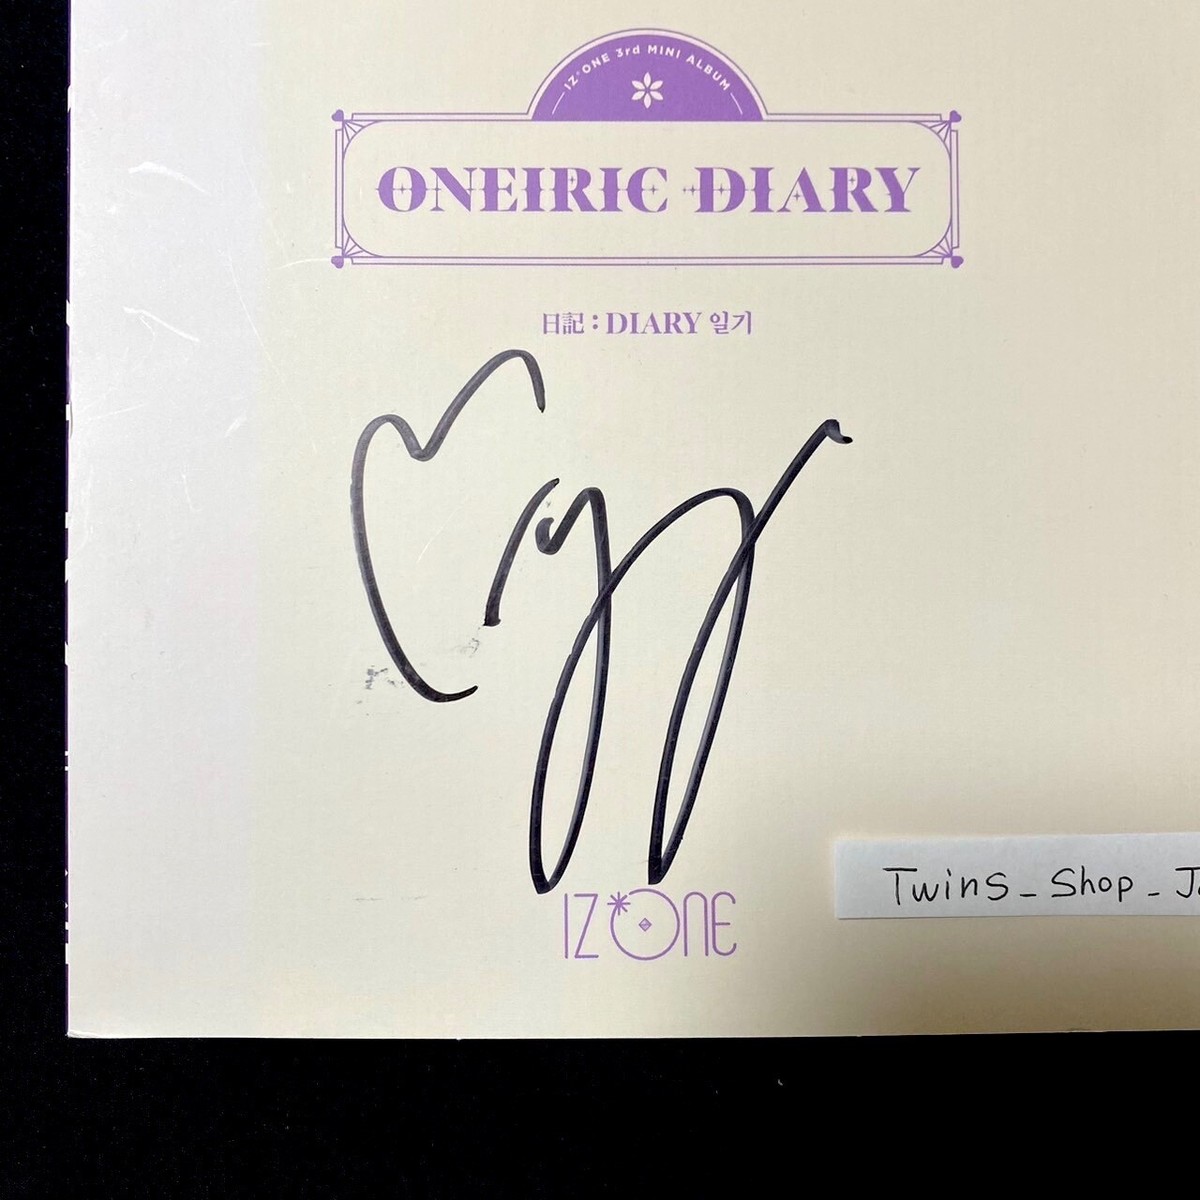 IZ*ONE 3rd MINI ALBUM
ONEIRIC DIARY
日記 : DIARY 일기
IZ*ONE
Twins_Shop_J